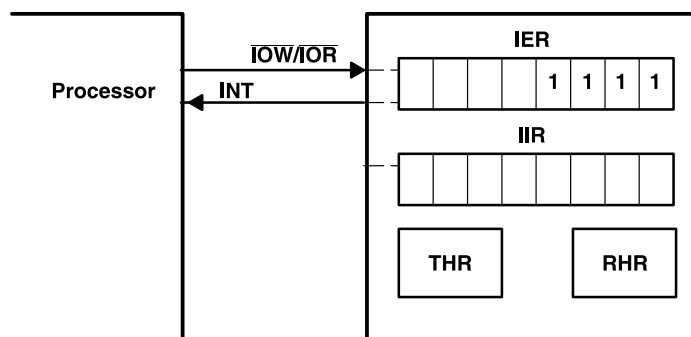 IOW/IOR
IER
Processor
INT
1 1 1 1
IIR
THR
RHR